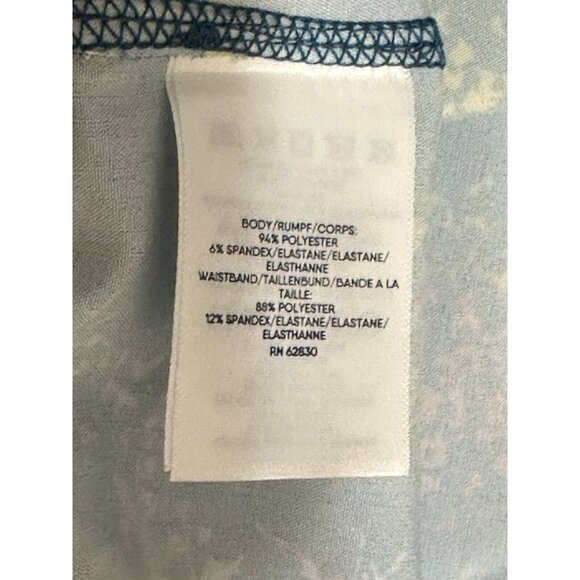 BODY/RUMPF/CORPS:
94% POLYESTER
6% SPANDEX/ELASTANE/ELASTANE/
ELASTHANNE
WAISTBAND/TAILLENBUND/BANDE A LA
TAILLE:
88% POLYESTER
12% SPANDEX/ELASTANE/ELASTANE/
ELASTHANNE
RN 62830